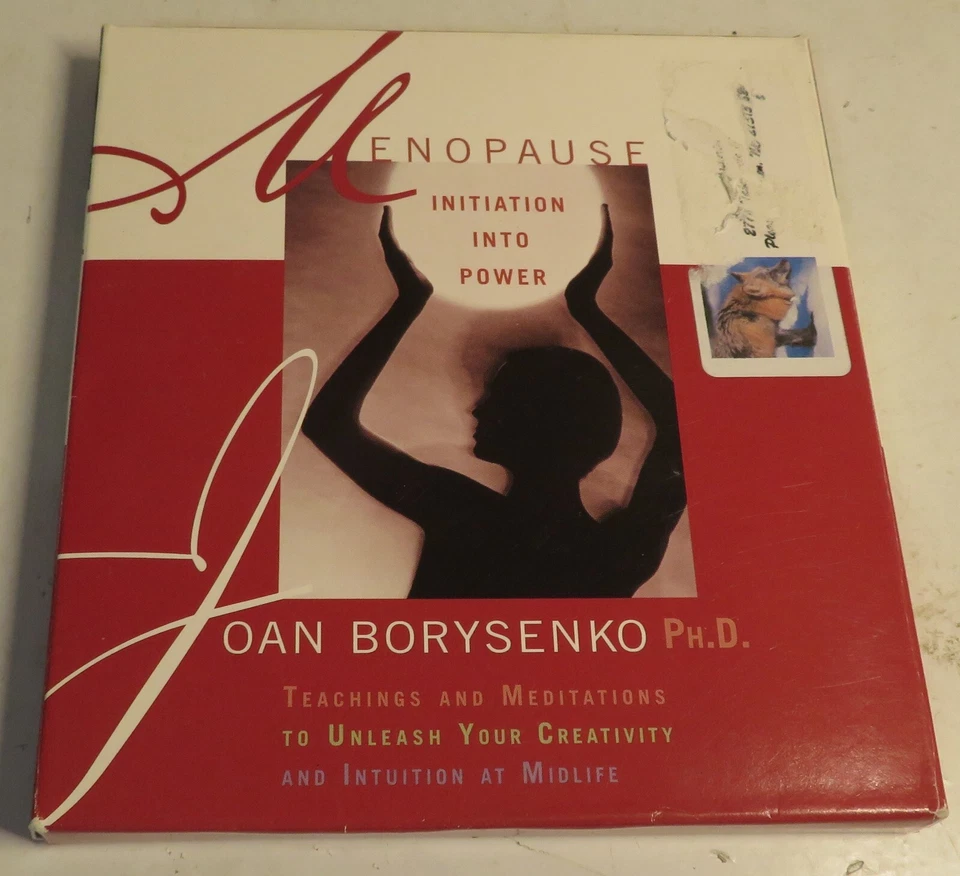 MENOPAUSE
INITIATION
INTO
POWER
JOAN BORYSENKO PH.D.
TEACHINGS AND MEDITATIONS
TO UNLEASH YOUR CREATIVITY
AND INTUITION AT MIDLIFE